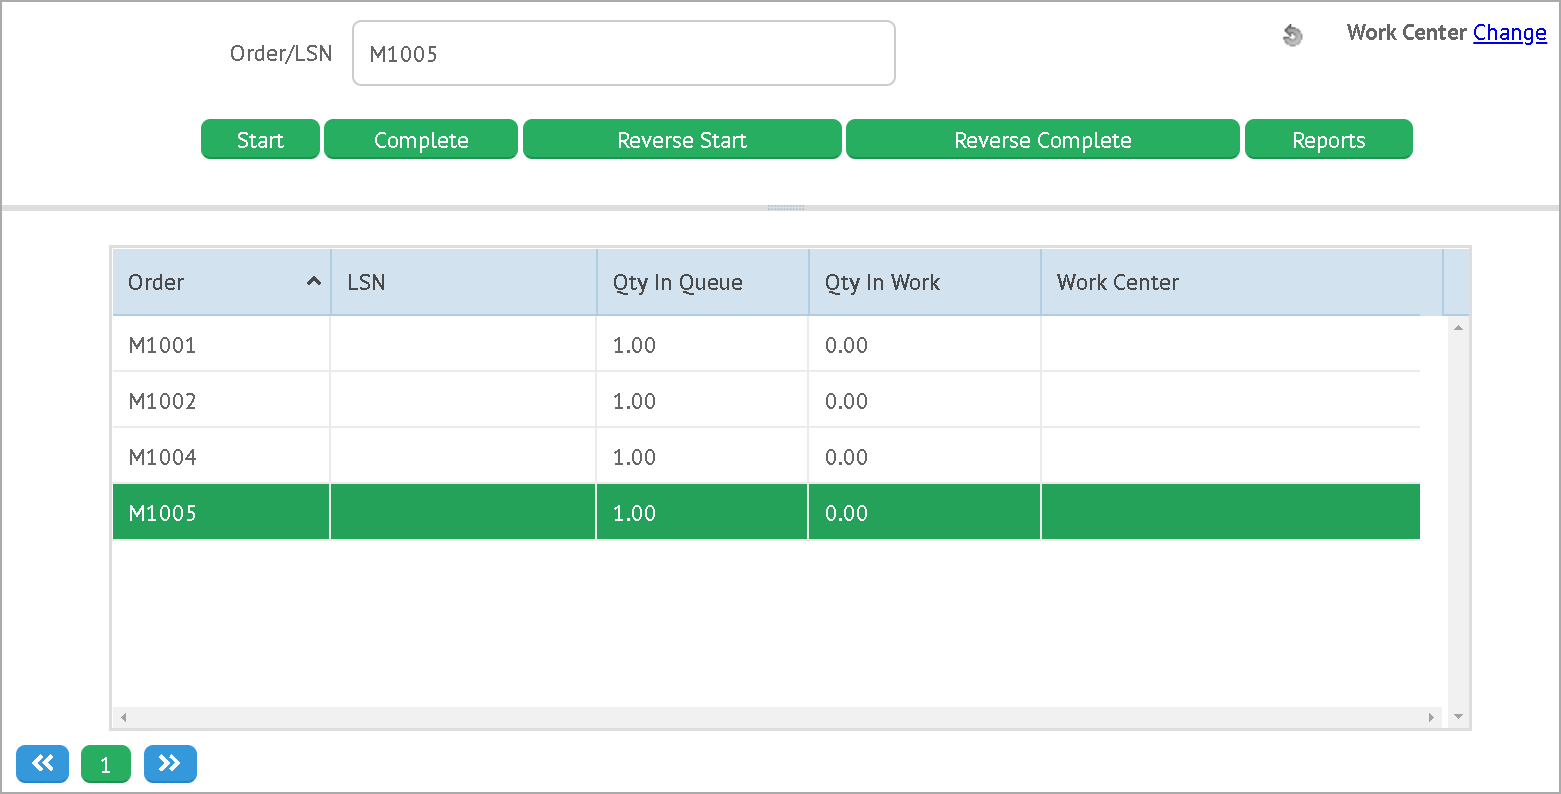 Order/LSN M1005 Work Center Change
Start Complete Reverse Start Reverse Complete Reports
Order LSN Qty In Queue Qty In Work Work Center
M1001 1.00 0.00
M1002 1.00 0.00
M1004 1.00 0.00
M1005 1.00 0.00
1